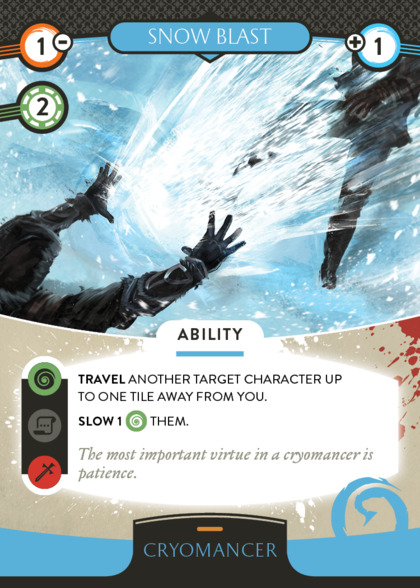 SNOW BLAST
1 -
+ 1
2
ABILITY
TRAVEL ANOTHER TARGET CHARACTER UP
TO ONE TILE AWAY FROM YOU.
SLOW 1 THEM.
The most important virtue in a cryomancer is
patience.
CRYOMANCER